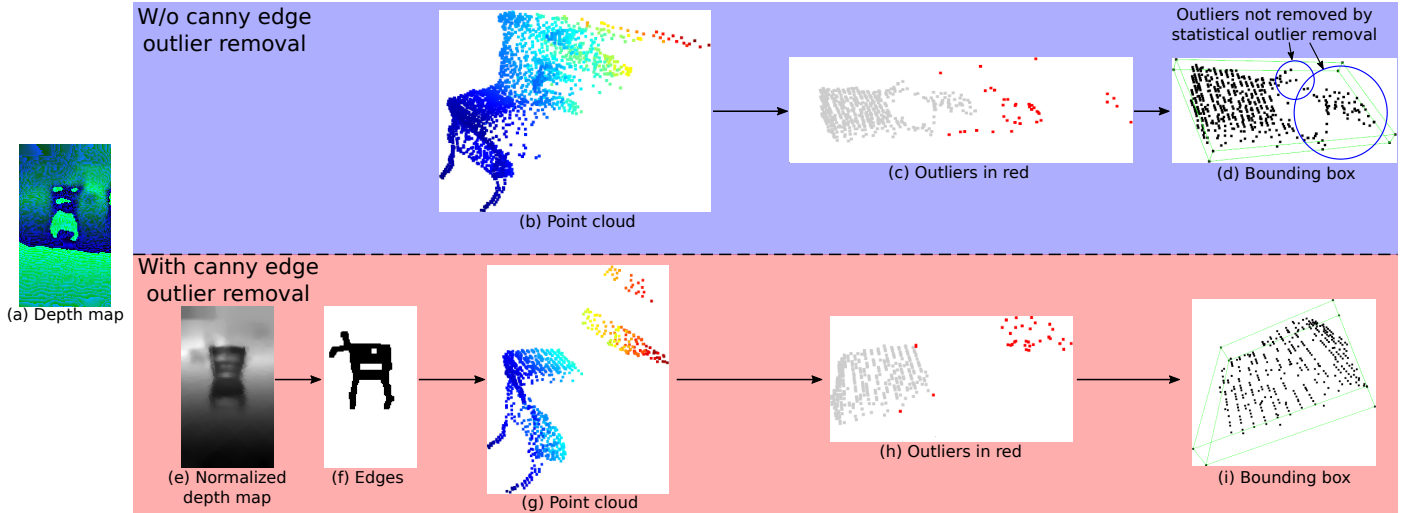 W/o canny edge
outlier removal
Outliers not removed by
statistical outlier removal
(c) Outliers in red
(d) Bounding box
(b) Point cloud
(a) Depth map
With canny edge
outlier removal
(e) Normalized
depth map
(f) Edges
(g) Point cloud
(h) Outliers in red
(i) Bounding box